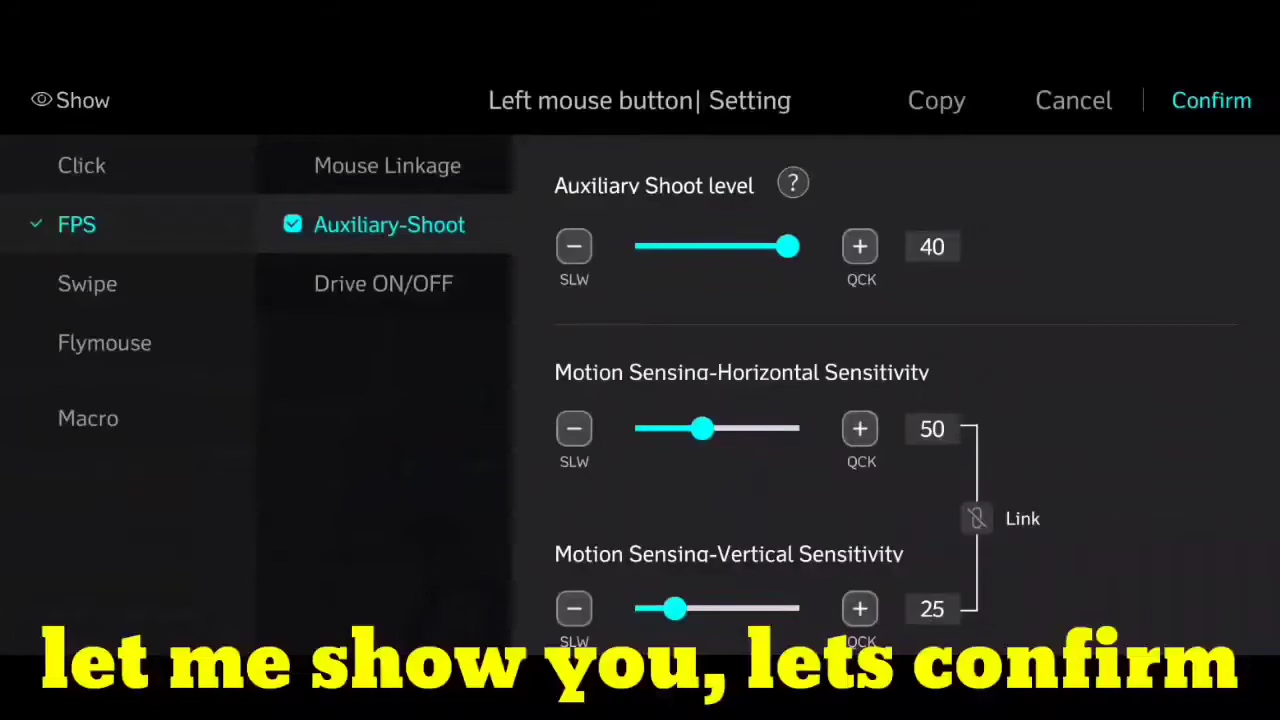 Show
Left mouse button| Setting
Copy
Cancel
Confirm
Click
FPS
Swipe
Flymouse
Macro
Mouse Linkage
Auxiliary-Shoot
Drive ON/OFF
Auxiliary Shoot level ?
− + 40
SLW QCK
Motion Sensing-Horizontal Sensitivity
− + 50
SLW QCK
Link
Motion Sensing-Vertical Sensitivity
− + 25
SLW QCK
let me show you, lets confirm